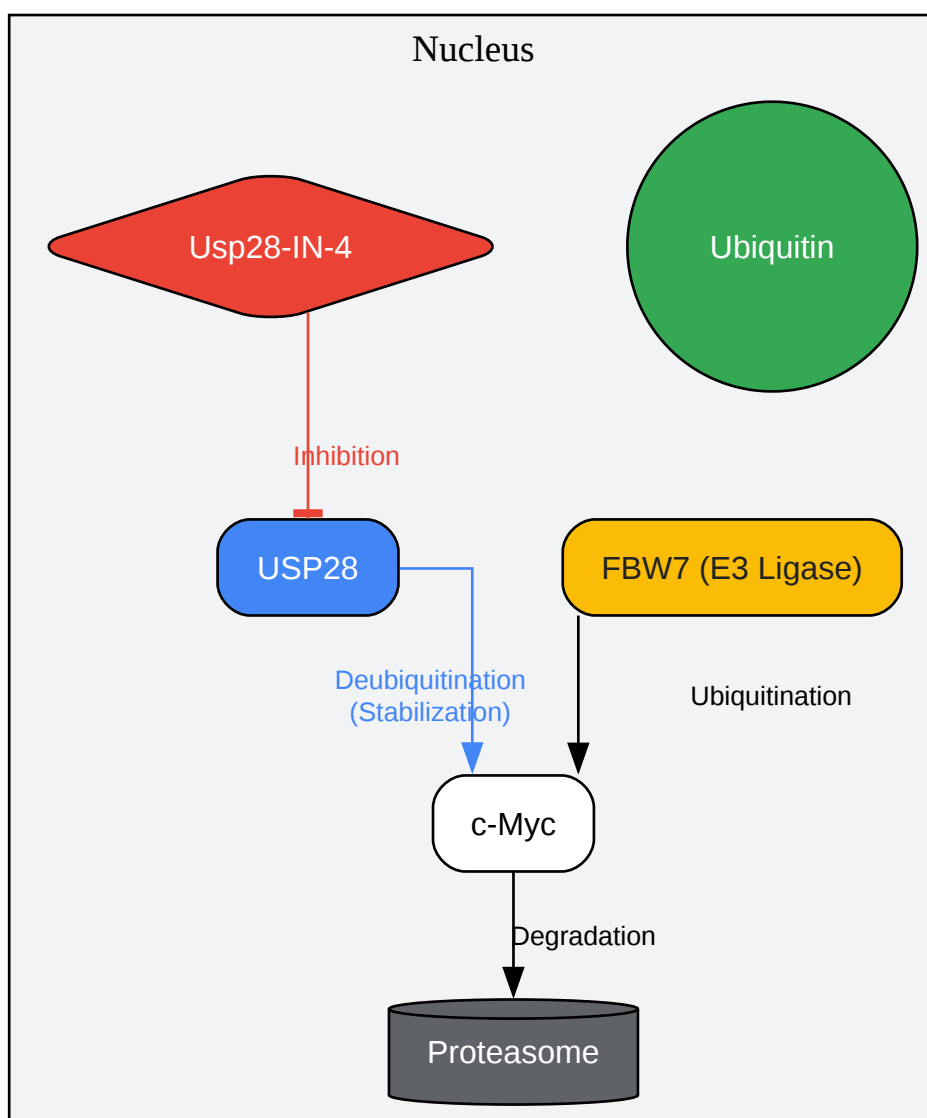 Nucleus
Usp28-IN-4
Ubiquitin
Inhibition
USP28
FBW7 (E3 Ligase)
Deubiquitination
(Stabilization)
Ubiquitination
c-Myc
Degradation
Proteasome